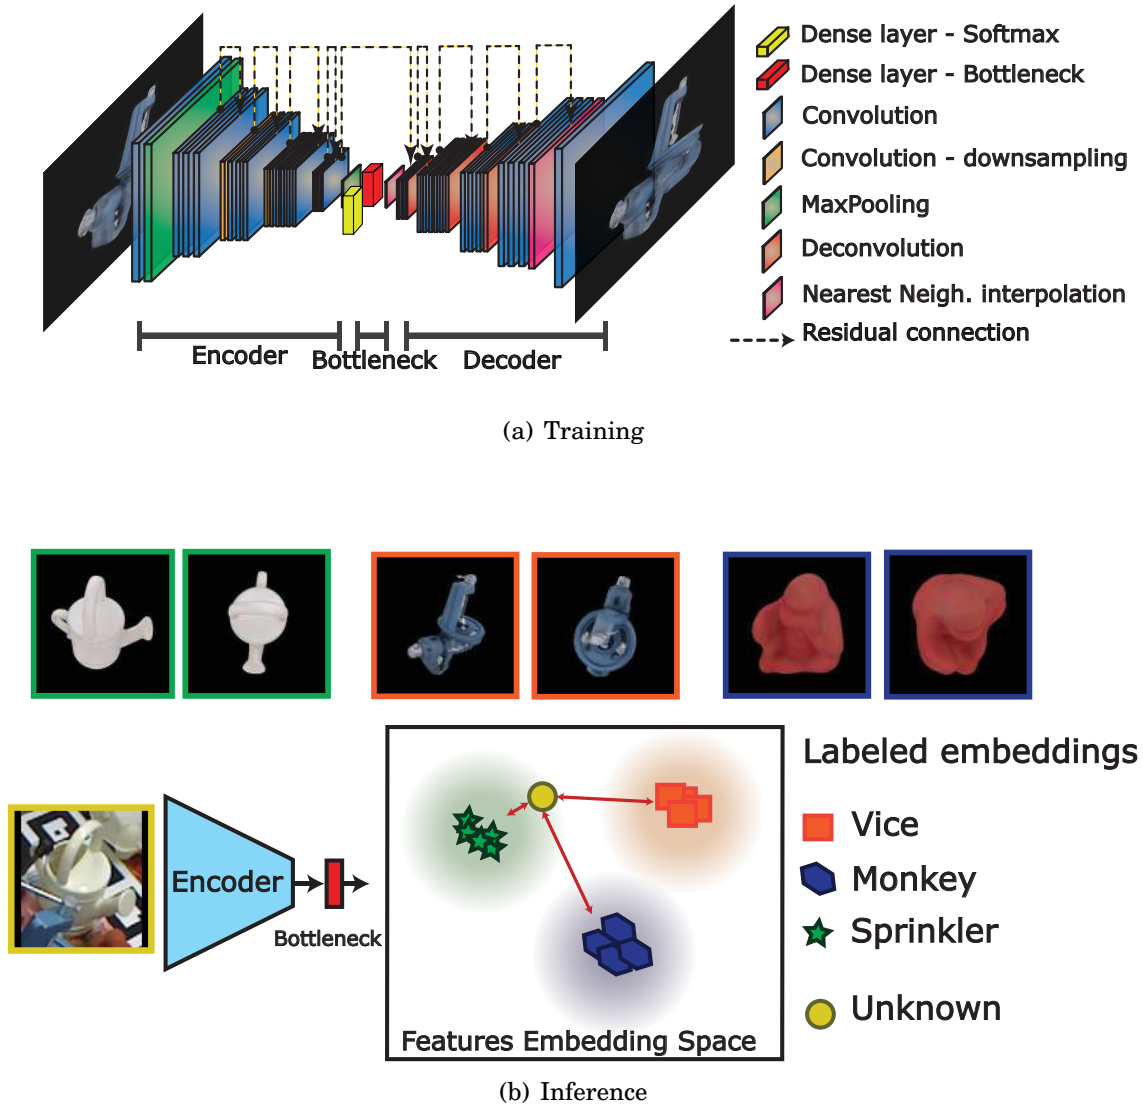 Dense layer - Softmax
Dense layer - Bottleneck
Convolution
Convolution - downsampling
MaxPooling
Deconvolution
Nearest Neigh. interpolation
Residual connection
Encoder
Bottleneck
Decoder
(a) Training
Labeled embeddings
Vice
Monkey
Sprinkler
Unknown
Encoder
Bottleneck
Features Embedding Space
(b) Inference